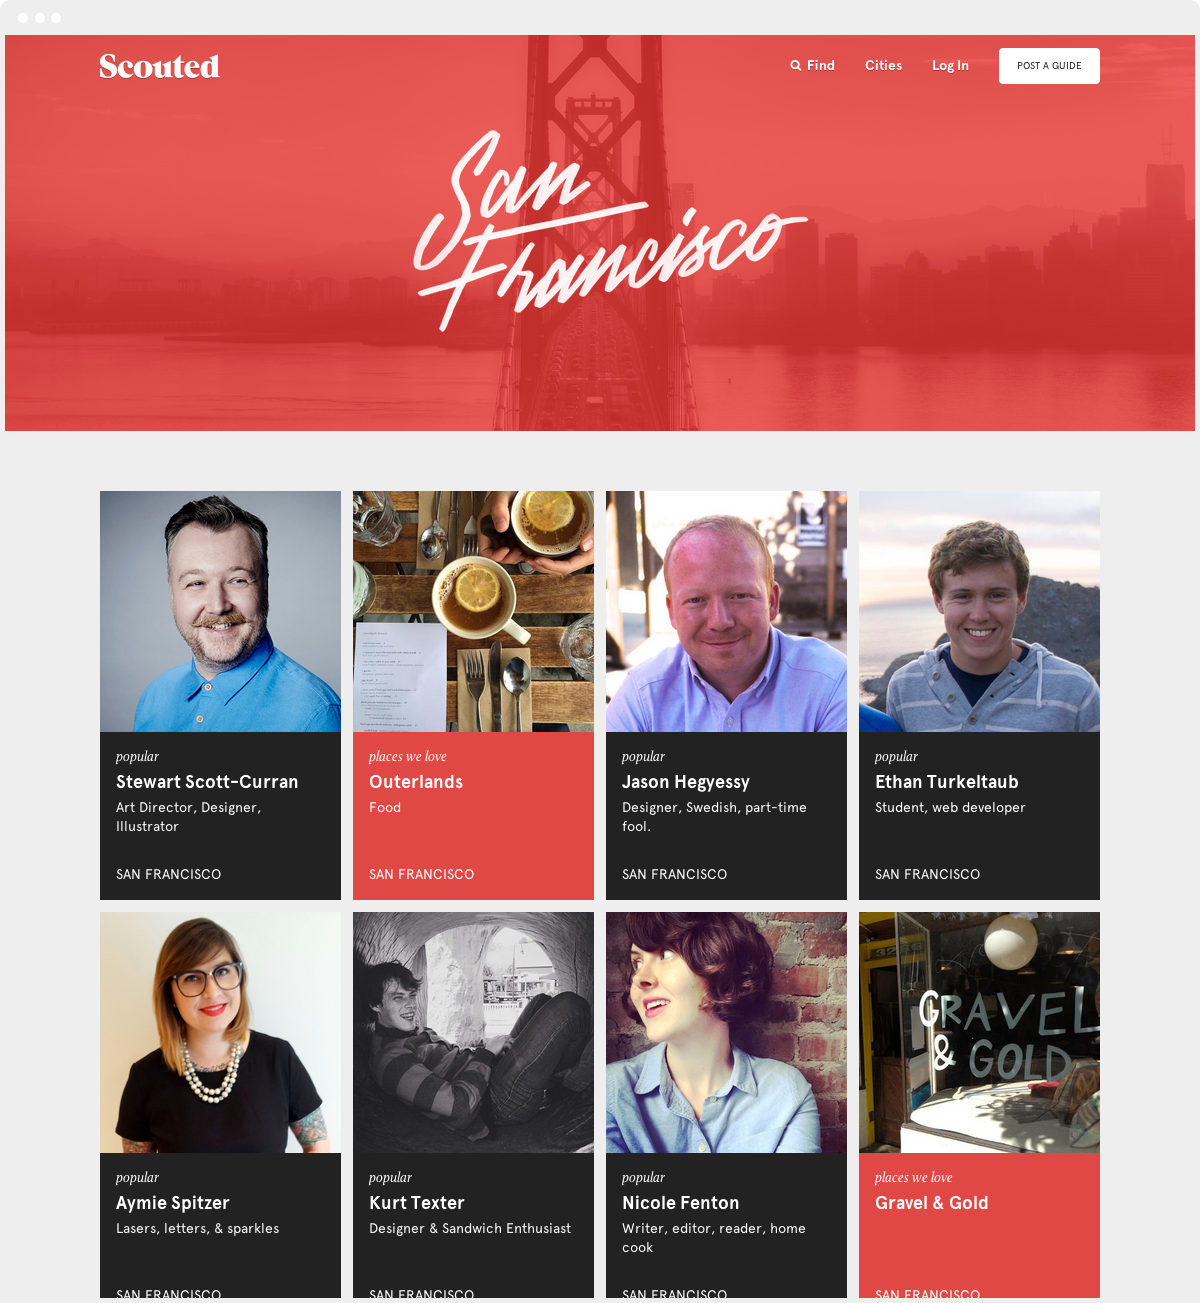 Scouted
Find
Cities
Log In
POST A GUIDE
San
Francisco
popular
Stewart Scott-Curran
Art Director, Designer,
Illustrator
SAN FRANCISCO
places we love
Outerlands
Food
SAN FRANCISCO
popular
Jason Hegyessy
Designer, Swedish, part-time
fool.
SAN FRANCISCO
popular
Ethan Turkeltaub
Student, web developer
SAN FRANCISCO
GRAVEL
& GOLD
popular
Aymie Spitzer
Lasers, letters, & sparkles
SAN FRANCISCO
popular
Kurt Texter
Designer & Sandwich Enthusiast
SAN FRANCISCO
popular
Nicole Fenton
Writer, editor, reader, home
cook
SAN FRANCISCO
places we love
Gravel & Gold
SAN FRANCISCO